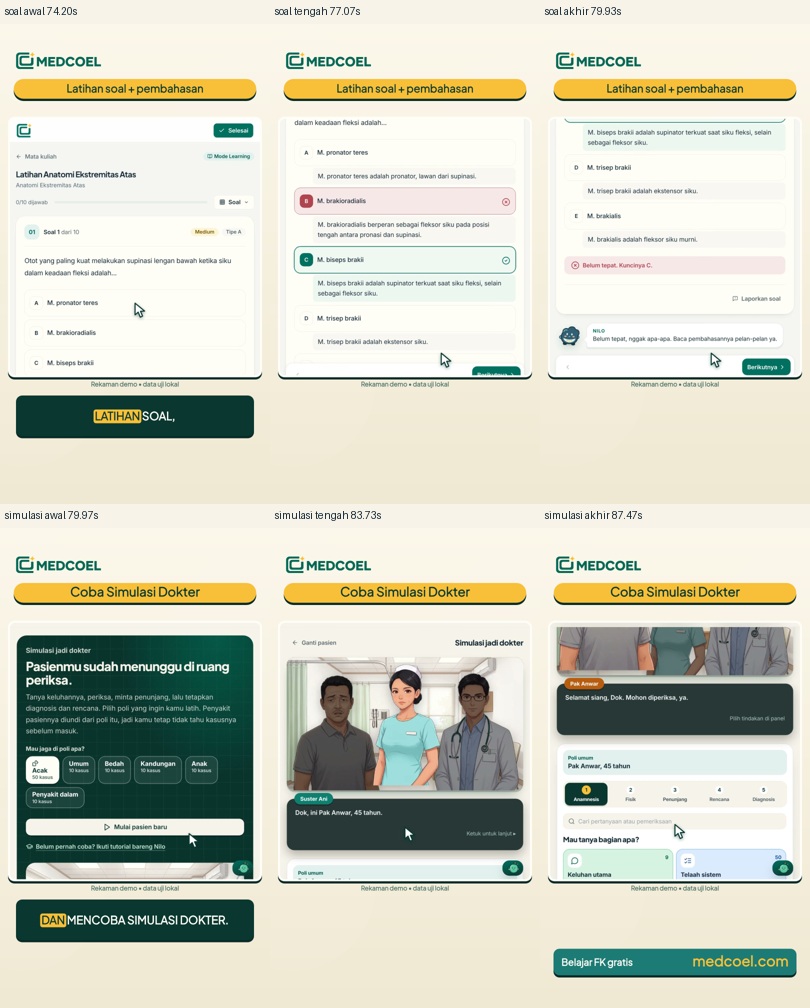 soal awal 74.20s
MEDCOEL
Latihan soal + pembahasan
Selesai
Mata kuliah
Mode Learning
Latihan Anatomi Ekstremitas Atas
Anatomi Ekstremitas Atas
0/10 dijawab
Soal
01 Soal 1 dari 10
Medium
Tipe A
Otot yang paling kuat melakukan supinasi lengan bawah ketika siku
dalam keadaan fleksi adalah...
A M. pronator teres
B M. brakioradialis
C M. biseps brakii
Rekaman demo • data uji lokal
LATIHAN SOAL,
soal tengah 77.07s
MEDCOEL
Latihan soal + pembahasan
dalam keadaan fleksi adalah...
A M. pronator teres
M. pronator teres adalah pronator, lawan dari supinasi.
B M. brakioradialis
M. brakioradialis berperan sebagai fleksor siku pada posisi
tengah antara pronasi dan supinasi.
C M. biseps brakii
M. biseps brakii adalah supinator terkuat saat siku fleksi, selain
sebagai fleksor siku.
D M. trisep brakii
M. trisep brakii adalah ekstensor siku.
Berikutnya
Rekaman demo • data uji lokal
soal akhir 79.93s
MEDCOEL
Latihan soal + pembahasan
M. biseps brakii adalah supinator terkuat saat siku fleksi, selain
sebagai fleksor siku.
D M. trisep brakii
M. trisep brakii adalah ekstensor siku.
E M. brakialis
M. brakialis adalah fleksor siku murni.
Belum tepat. Kuncinya C.
Laporkan soal
NILO
Belum tepat, nggak apa-apa. Baca pembahasannya pelan-pelan ya.
Berikutnya
Rekaman demo • data uji lokal
simulasi awal 79.97s
MEDCOEL
Coba Simulasi Dokter
Simulasi jadi dokter
Pasienmu sudah menunggu di ruang
periksa.
Tanya keluhannya, periksa, minta penunjang, lalu tetapkan
diagnosis dan rencana. Pilih poli yang ingin kamu latih. Penyakit
pasiennya diundi dari poli itu, jadi kamu tetap tidak tahu kasusnya
sebelum masuk.
Mau jaga di poli apa?
Acak
50 kasus
Umum
10 kasus
Bedah
10 kasus
Kandungan
10 kasus
Anak
10 kasus
Penyakit dalam
10 kasus
Mulai pasien baru
Belum pernah coba? Ikuti tutorial bareng Nilo
Rekaman demo • data uji lokal
DAN MENCOBA SIMULASI DOKTER.
simulasi tengah 83.73s
MEDCOEL
Coba Simulasi Dokter
Ganti pasien
Simulasi jadi dokter
Suster Ani
Dok, ini Pak Anwar, 45 tahun.
Ketuk untuk lanjut
Poli umum
Rekaman demo • data uji lokal
simulasi akhir 87.47s
MEDCOEL
Coba Simulasi Dokter
Pak Anwar
Selamat siang, Dok. Mohon diperiksa, ya.
Pilih tindakan di panel
Poli umum
Pak Anwar, 45 tahun
1 Anamnesis
2 Fisik
3 Penunjang
4 Rencana
5 Diagnosis
Cari pertanyaan atau pemeriksaan
Mau tanya bagian apa?
9
Keluhan utama
50
Telaah sistem
Rekaman demo • data uji lokal
Belajar FK gratis
medcoel.com